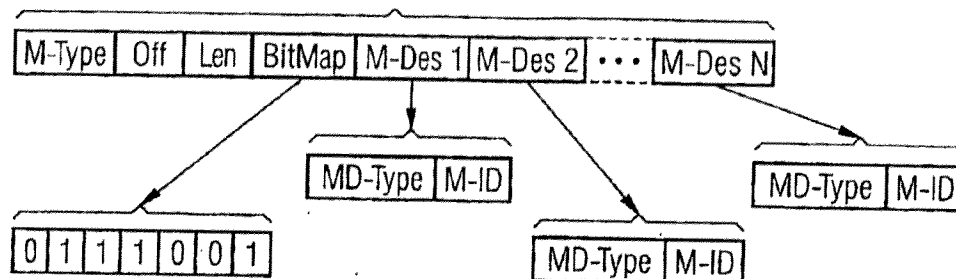 M-Type Off Len BitMap M-Des 1 M-Des 2 ··· M-Des N
MD-Type M-ID
MD-Type M-ID
0 1 1 1 0 0 1
MD-Type M-ID